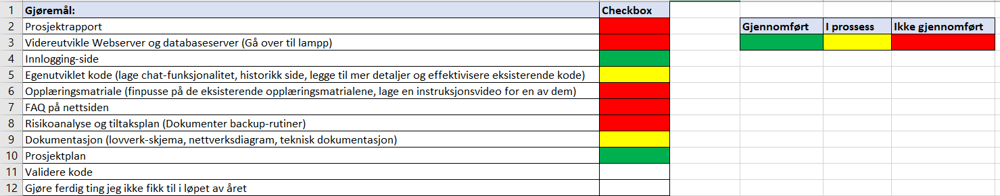 1 Gjøremål: Checkbox
2 Prosjektrapport Gjennomført I prossess Ikke gjennomført
3 Videreutvikle Webserver og databaseserver (Gå over til lampp)
4 Innlogging-side
5 Egenutviklet kode (lage chat-funksjonalitet, historikk side, legge til mer detaljer og effektivisere eksisterende kode)
6 Opplæringsmatriale (finpusse på de eksisterende opplæringsmatrialene, lage en instruksjonsvideo for en av dem)
7 FAQ på nettsiden
8 Risikoanalyse og tiltaksplan (Dokumenter backup-rutiner)
9 Dokumentasjon (lovverk-skjema, nettverksdiagram, teknisk dokumentasjon)
10 Prosjektplan
11 Validere kode
12 Gjøre ferdig ting jeg ikke fikk til i løpet av året